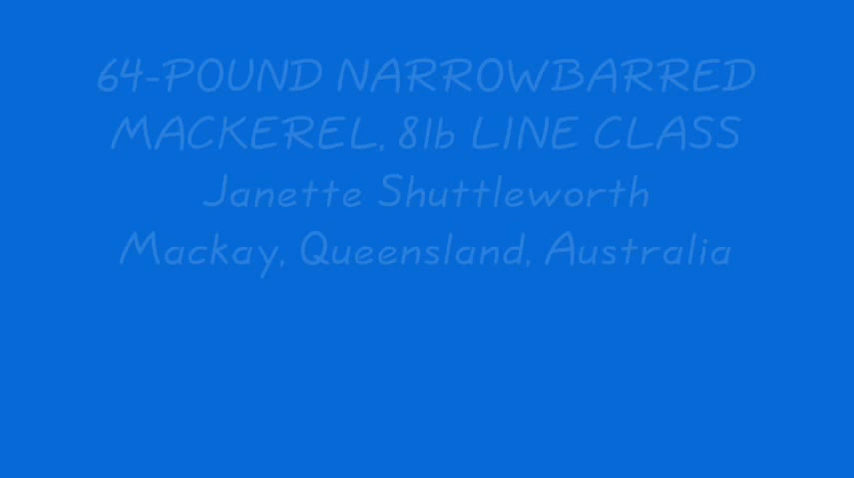 64-POUND NARROWBARRED
MACKEREL, 8lb LINE CLASS
Janette Shuttleworth
Mackay, Queensland, Australia